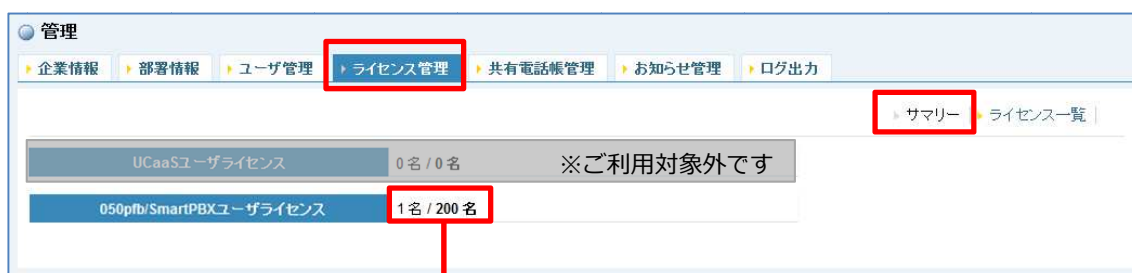 管理
企業情報 部署情報 ユーザ管理 ライセンス管理 共有電話帳管理 お知らせ管理 ログ出力
サマリー ライセンス一覧
UCaaSユーザライセンス 0名 / 0名 ※ご利用対象外です
050pfb/SmartPBXユーザライセンス 1名 / 200名